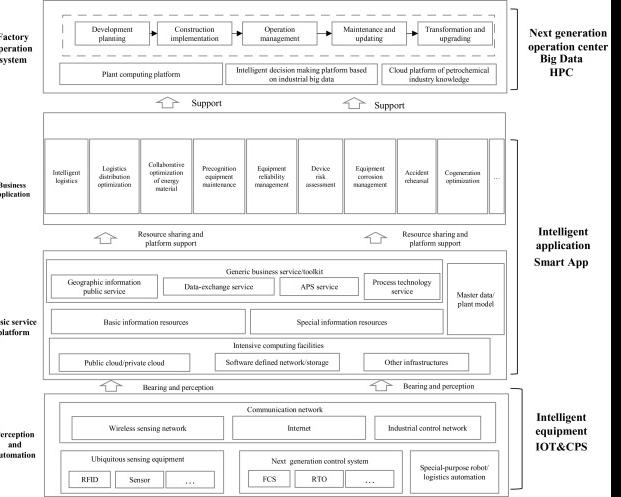 Factory
operation
system
Development
planning
Construction
implementation
Operation
management
Maintenance and
updating
Transformation and
upgrading
Plant computing platform
Intelligent decision making platform based
on industrial big data
Cloud platform of petrochemical
industry knowledge
Next generation
operation center
Big Data
HPC
Support
Support
Business
pplication
Intelligent
logistics
Logistics
distribution
optimization
Collaborative
optimization
of energy
material
Precognition
equipment
maintenance
Equipment
reliability
management
Device
risk
assessment
Equipment
corrosion
management
Accident
rehearsal
Cogeneration
optimization
...
Resource sharing and
platform support
Resource sharing and
platform support
Intelligent
application
Smart App
sic service
platform
Generic business service/toolkit
Geographic information
public service
Data-exchange service
APS service
Process technology
service
Master data/
plant model
Basic information resources
Special information resources
Intensive computing facilities
Public cloud/private cloud
Software defined network/storage
Other infrastructures
Bearing and perception
Bearing and perception
erception
and
utomation
Communication network
Wireless sensing network
Internet
Industrial control network
Ubiquitous sensing equipment
RFID
Sensor
...
Next generation control system
FCS
RTO
...
Special-purpose robot/
logistics automation
Intelligent
equipment
IOT&CPS